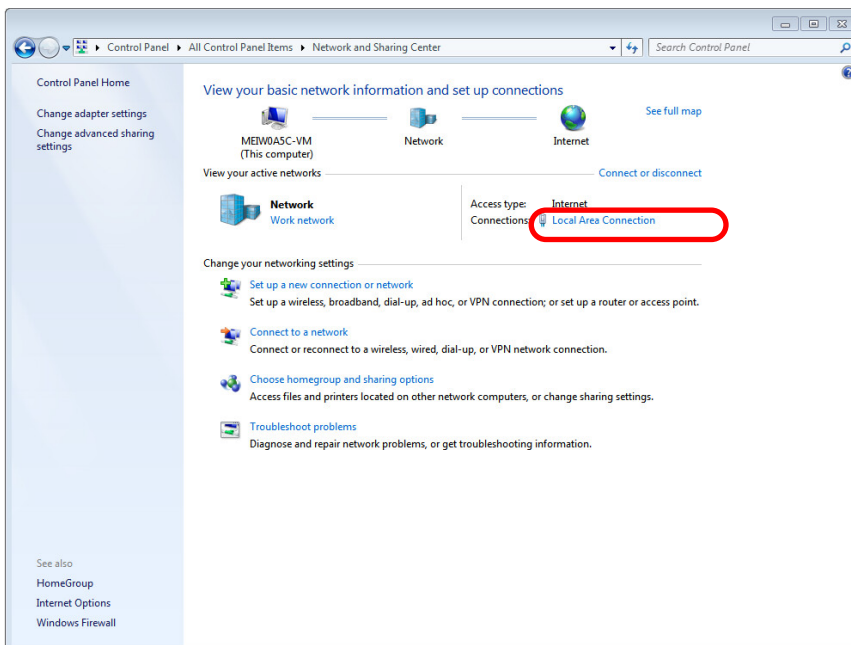 Control Panel ▸ All Control Panel Items ▸ Network and Sharing Center
Search Control Panel
Control Panel Home
Change adapter settings
Change advanced sharing
settings
View your basic network information and set up connections
See full map
MEIW0A5C-VM
(This computer)
Network
Internet
View your active networks
Connect or disconnect
Network
Work network
Access type: Internet
Connections: Local Area Connection
Change your networking settings
Set up a new connection or network
Set up a wireless, broadband, dial-up, ad hoc, or VPN connection; or set up a router or access point.
Connect to a network
Connect or reconnect to a wireless, wired, dial-up, or VPN network connection.
Choose homegroup and sharing options
Access files and printers located on other network computers, or change sharing settings.
Troubleshoot problems
Diagnose and repair network problems, or get troubleshooting information.
See also
HomeGroup
Internet Options
Windows Firewall